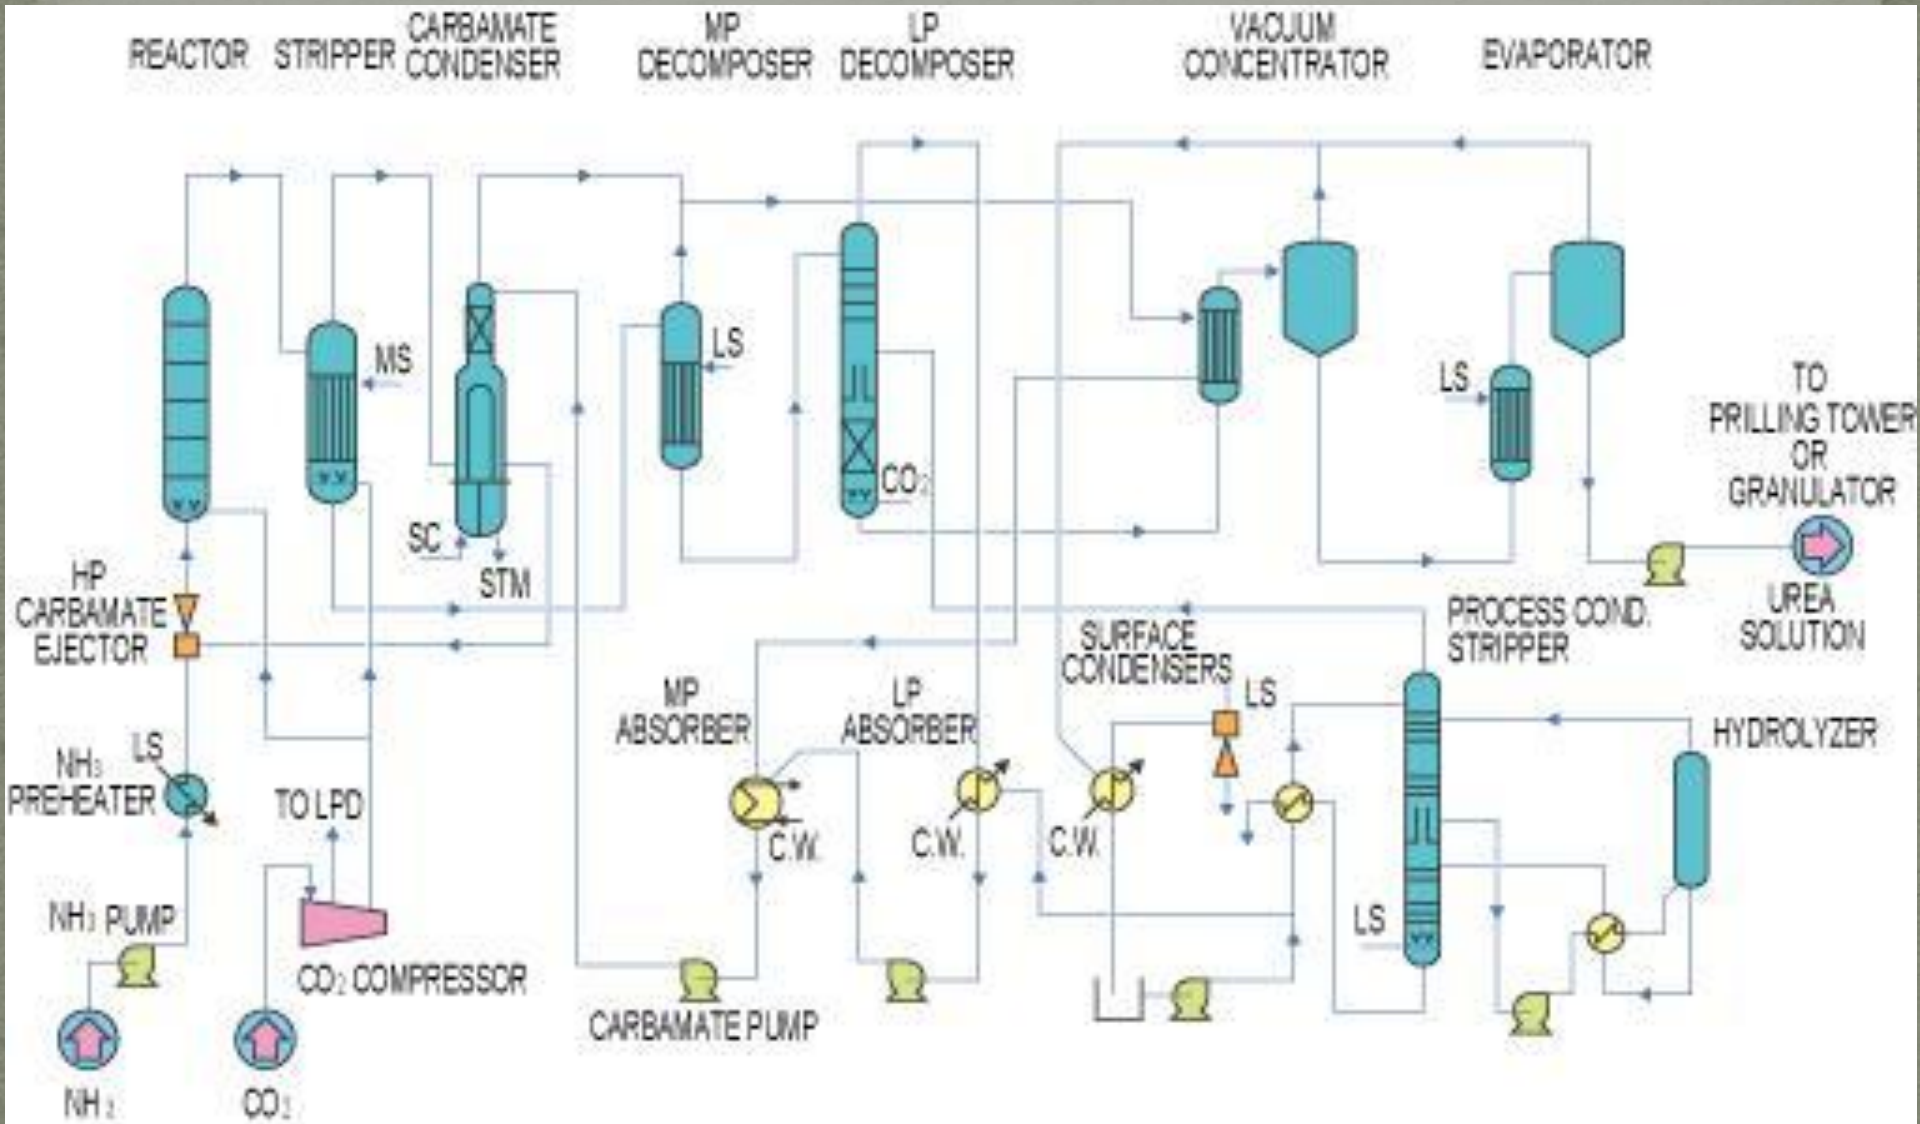 REACTOR
STRIPPER
CARBAMATE
CONDENSER
MP
DECOMPOSER
LP
DECOMPOSER
VACUUM
CONCENTRATOR
EVAPORATOR
MS
LS
LS
CO2
SC
STM
TO
PRILLING TOWER
OR
GRANULATOR
UREA
SOLUTION
HP
CARBAMATE
EJECTOR
PROCESS COND.
STRIPPER
SURFACE
CONDENSERS
LS
MP
ABSORBER
LP
ABSORBER
HYDROLYZER
LS
NH3
PREHEATER
TO LPD
C.W.
C.W.
C.W.
LS
NH3 PUMP
CO2 COMPRESSOR
CARBAMATE PUMP
NH3
CO2